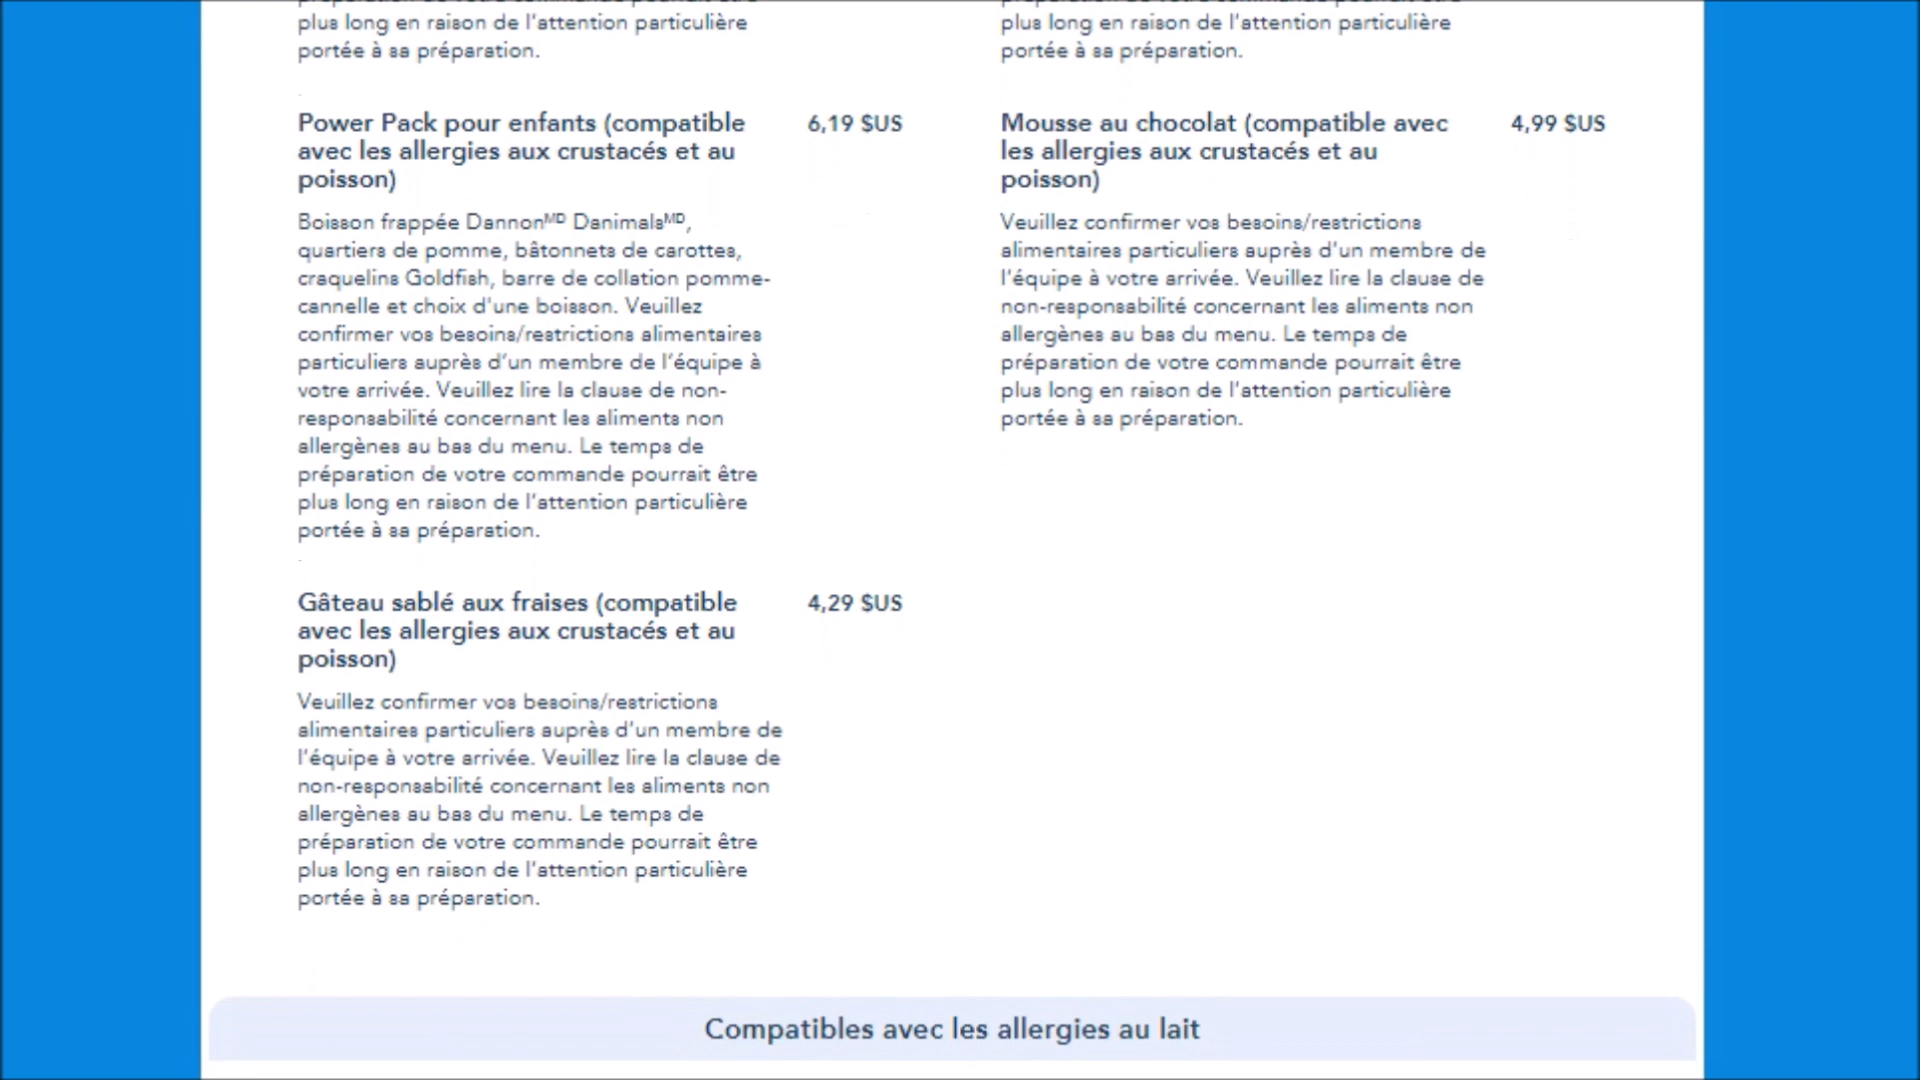 plus long en raison de l'attention particulière
portée à sa préparation.
Power Pack pour enfants (compatible
avec les allergies aux crustacés et au
poisson)
6,19 $US
Boisson frappée Dannonᴹᴰ Danimalsᴹᴰ,
quartiers de pomme, bâtonnets de carottes,
craquelins Goldfish, barre de collation pomme-
cannelle et choix d'une boisson. Veuillez
confirmer vos besoins/restrictions alimentaires
particuliers auprès d'un membre de l'équipe à
votre arrivée. Veuillez lire la clause de non-
responsabilité concernant les aliments non
allergènes au bas du menu. Le temps de
préparation de votre commande pourrait être
plus long en raison de l'attention particulière
portée à sa préparation.
Gâteau sablé aux fraises (compatible
avec les allergies aux crustacés et au
poisson)
4,29 $US
Veuillez confirmer vos besoins/restrictions
alimentaires particuliers auprès d'un membre de
l'équipe à votre arrivée. Veuillez lire la clause de
non-responsabilité concernant les aliments non
allergènes au bas du menu. Le temps de
préparation de votre commande pourrait être
plus long en raison de l'attention particulière
portée à sa préparation.
plus long en raison de l'attention particulière
portée à sa préparation.
Mousse au chocolat (compatible avec
les allergies aux crustacés et au
poisson)
4,99 $US
Veuillez confirmer vos besoins/restrictions
alimentaires particuliers auprès d'un membre de
l'équipe à votre arrivée. Veuillez lire la clause de
non-responsabilité concernant les aliments non
allergènes au bas du menu. Le temps de
préparation de votre commande pourrait être
plus long en raison de l'attention particulière
portée à sa préparation.
Compatibles avec les allergies au lait